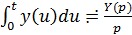 ∫₀ᵗ y(u)du ≓ Y(p)/p